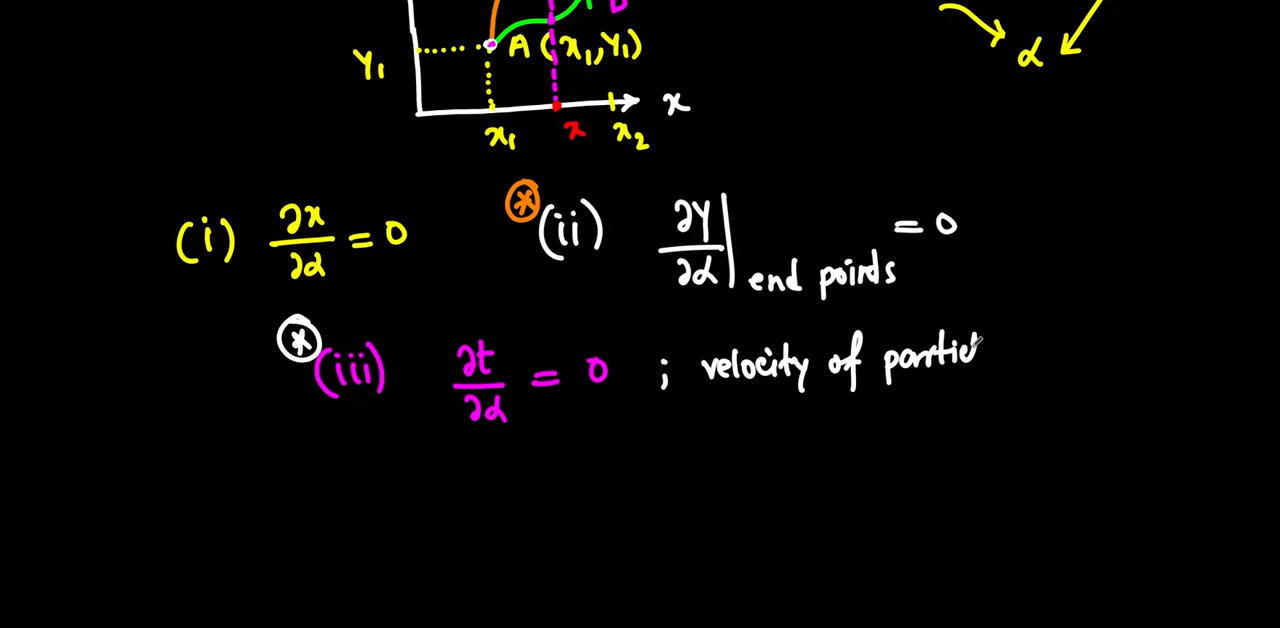 Y₁ A (x₁, Y₁)
α
x
x₁ x x₂
(i) ∂x/∂α = 0 * (ii) ∂Y/∂α | end points = 0
* (iii) ∂t/∂α = 0 ; velocity of partic